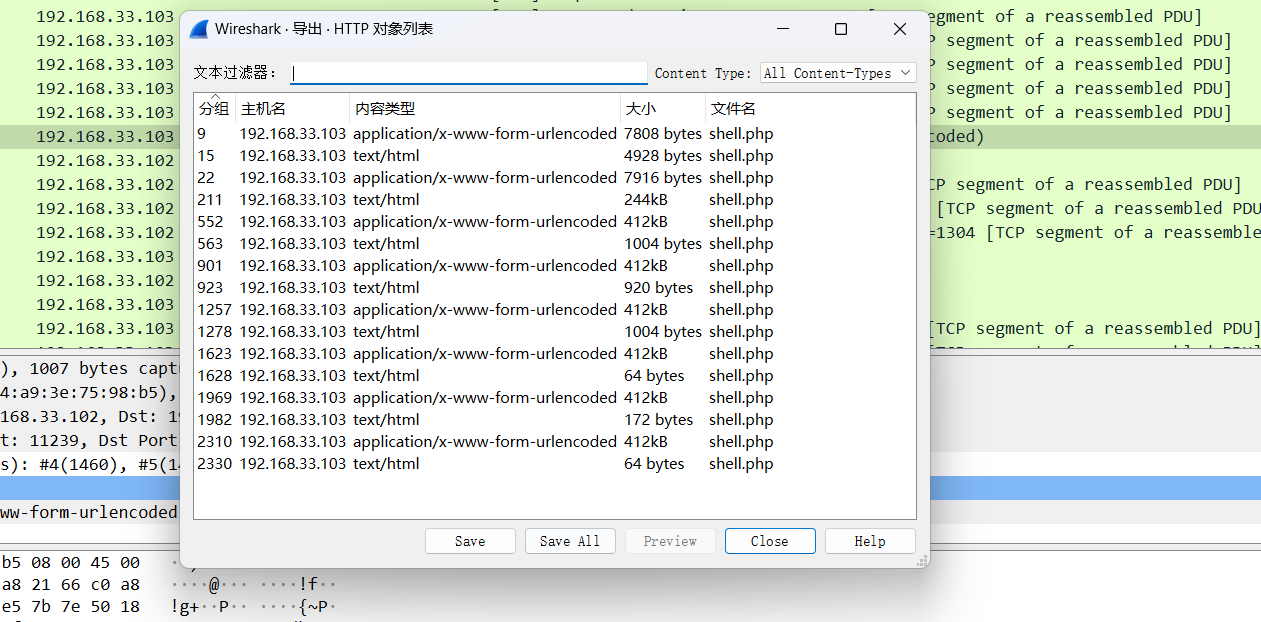 192.168.33.103 segment of a reassembled PDU]
Wireshark · 导出 · HTTP 对象列表
192.168.33.103 segment of a reassembled PDU]
192.168.33.103 segment of a reassembled PDU]
文本过滤器： Content Type: All Content-Types
192.168.33.103 segment of a reassembled PDU]
192.168.33.103 segment of a reassembled PDU]
分组 主机名 内容类型 大小 文件名
192.168.33.103 coded)
9 192.168.33.103 application/x-www-form-urlencoded 7808 bytes shell.php
192.168.33.102
15 192.168.33.103 text/html 4928 bytes shell.php
192.168.33.102 CP segment of a reassembled PDU]
22 192.168.33.103 application/x-www-form-urlencoded 7916 bytes shell.php
192.168.33.102 [TCP segment of a reassembled PDU
211 192.168.33.103 text/html 244kB shell.php
192.168.33.102 =1304 [TCP segment of a reassemble
552 192.168.33.103 application/x-www-form-urlencoded 412kB shell.php
563 192.168.33.103 text/html 1004 bytes shell.php
192.168.33.103
901 192.168.33.103 application/x-www-form-urlencoded 412kB shell.php
192.168.33.102
923 192.168.33.103 text/html 920 bytes shell.php
192.168.33.103
1257 192.168.33.103 application/x-www-form-urlencoded 412kB shell.php
192.168.33.103 [TCP segment of a reassembled PDU]
1278 192.168.33.103 text/html 1004 bytes shell.php
1623 192.168.33.103 application/x-www-form-urlencoded 412kB shell.php
), 1007 bytes capt
1628 192.168.33.103 text/html 64 bytes shell.php
4:a9:3e:75:98:b5),
1969 192.168.33.103 application/x-www-form-urlencoded 412kB shell.php
168.33.102, Dst: 19
1982 192.168.33.103 text/html 172 bytes shell.php
t: 11239, Dst Port
2310 192.168.33.103 application/x-www-form-urlencoded 412kB shell.php
s): #4(1460), #5(14
2330 192.168.33.103 text/html 64 bytes shell.php
ww-form-urlencoded
Save Save All Preview Close Help
b5 08 00 45 00
a8 21 66 c0 a8 ····@··· ····!f··
e5 7b 7e 50 18 !g+··P·· ····{~P·